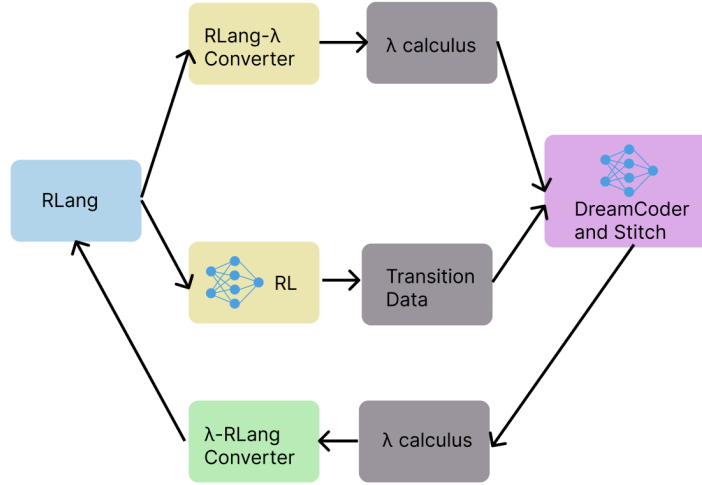 RLang-λ
Converter
λ calculus
RLang
DreamCoder
and Stitch
RL
Transition
Data
λ-RLang
Converter
λ calculus